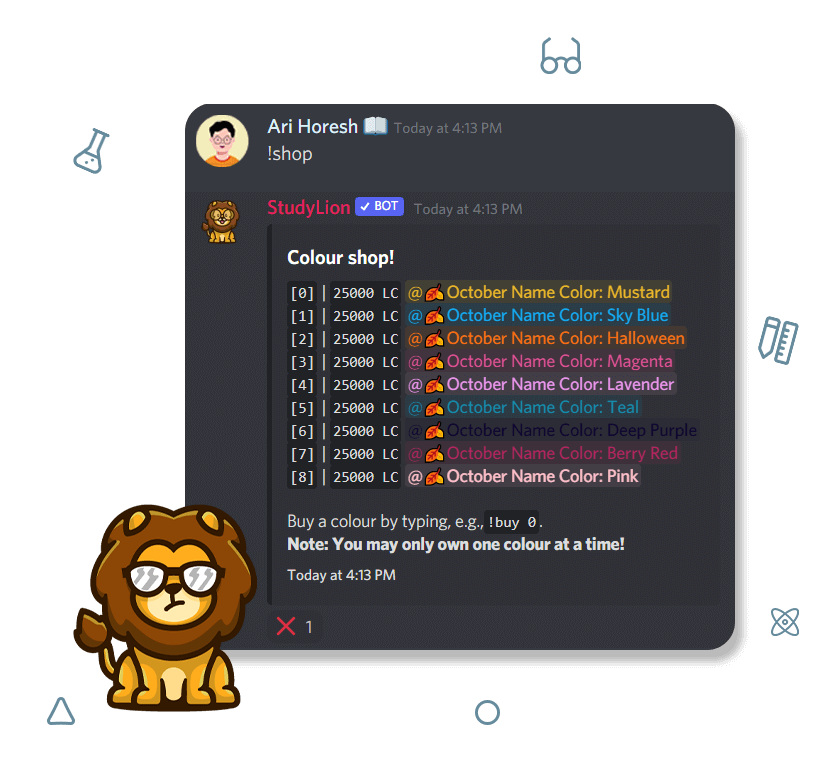 Ari Horesh 📖 Today at 4:13 PM
!shop
StudyLion ✓ BOT Today at 4:13 PM
Colour shop!
[0] | 25000 LC @🍂October Name Color: Mustard
[1] | 25000 LC @🍂October Name Color: Sky Blue
[2] | 25000 LC @🍂October Name Color: Halloween
[3] | 25000 LC @🍂October Name Color: Magenta
[4] | 25000 LC @🍂October Name Color: Lavender
[5] | 25000 LC @🍂October Name Color: Teal
[6] | 25000 LC @🍂October Name Color: Deep Purple
[7] | 25000 LC @🍂October Name Color: Berry Red
[8] | 25000 LC @🍂October Name Color: Pink
Buy a colour by typing, e.g., !buy 0.
Note: You may only own one colour at a time!
Today at 4:13 PM
❌ 1